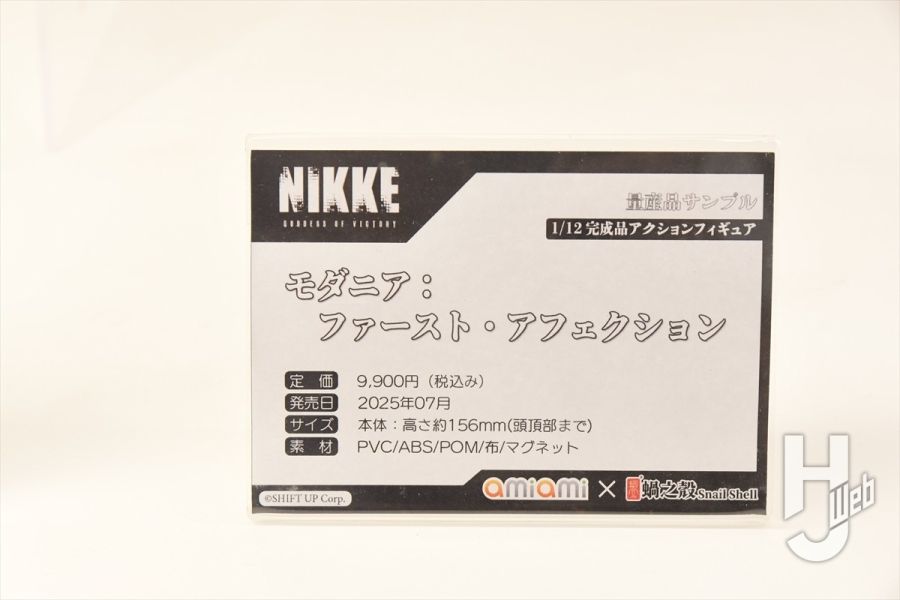 NIKKE
GODDESS OF VICTORY
量産品サンプル
1/12 完成品アクションフィギュア
モダニア：
ファースト・アフェクション
定価 9,900円（税込み）
発売日 2025年07月
サイズ 本体：高さ約156mm(頭頂部まで)
素材 PVC/ABS/POM/布/マグネット
©SHIFT UP Corp.
amiami × 蝸之殼 Snail Shell
HJ Web